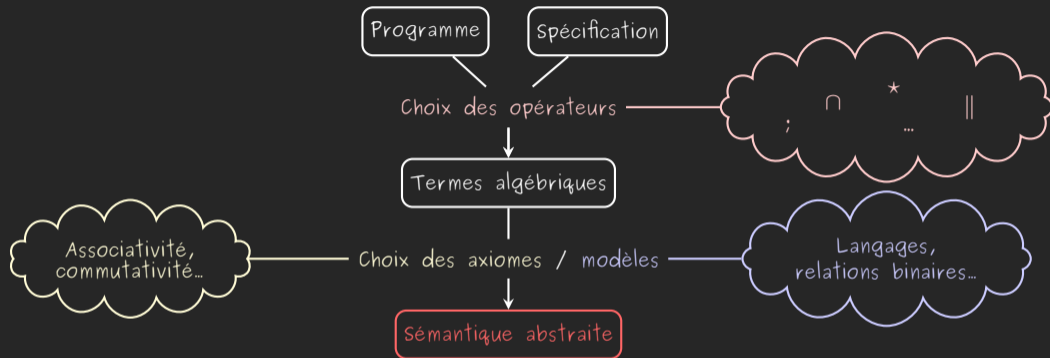 Programme
Spécification
Choix des opérateurs
; ∩ * … ||
Termes algébriques
Associativité,
commutativité…
Choix des axiomes / modèles
Langages,
relations binaires…
Sémantique abstraite